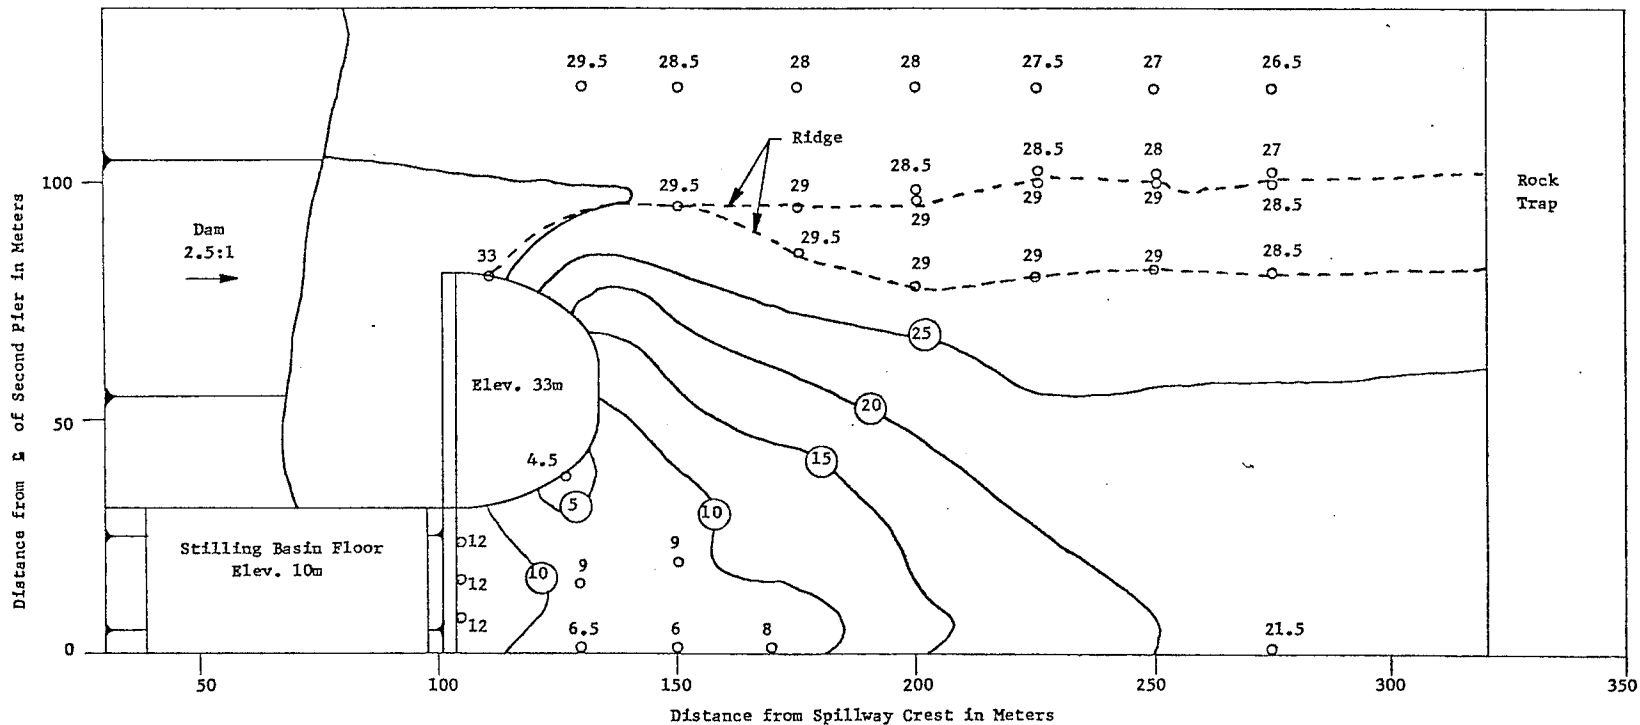 29.5 28.5 28 28 27.5 27 26.5
Ridge
28.5 28.5 28 27
29.5 29
29 29 29 28.5
100
Rock
Trap
Dam
2.5:1
33
29.5
29 29 29 28.5
25
Elev. 33m
20
50
4.5
15
5
10
Stilling Basin Floor
Elev. 10m
12
9
10
9
12
12
6.5 6 8 21.5
0
50 100 150 200 250 300 350
Distance from Spillway Crest in Meters
Distance from ℄ of Second Pier in Meters